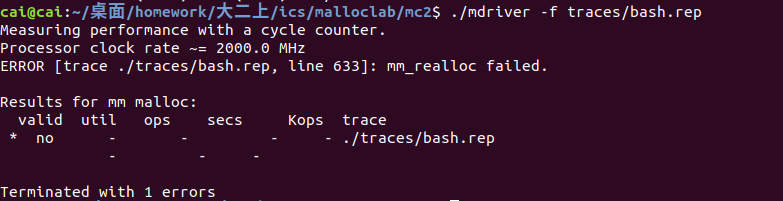 cai@cai:~/桌面/homework/大二上/ics/malloclab/mc2$ ./mdriver -f traces/bash.rep
Measuring performance with a cycle counter.
Processor clock rate ~= 2000.0 MHz
ERROR [trace ./traces/bash.rep, line 633]: mm_realloc failed.
Results for mm malloc:
  valid  util   ops    secs     Kops  trace
 *  no      -       -         -     - ./traces/bash.rep
            -         -     -
Terminated with 1 errors